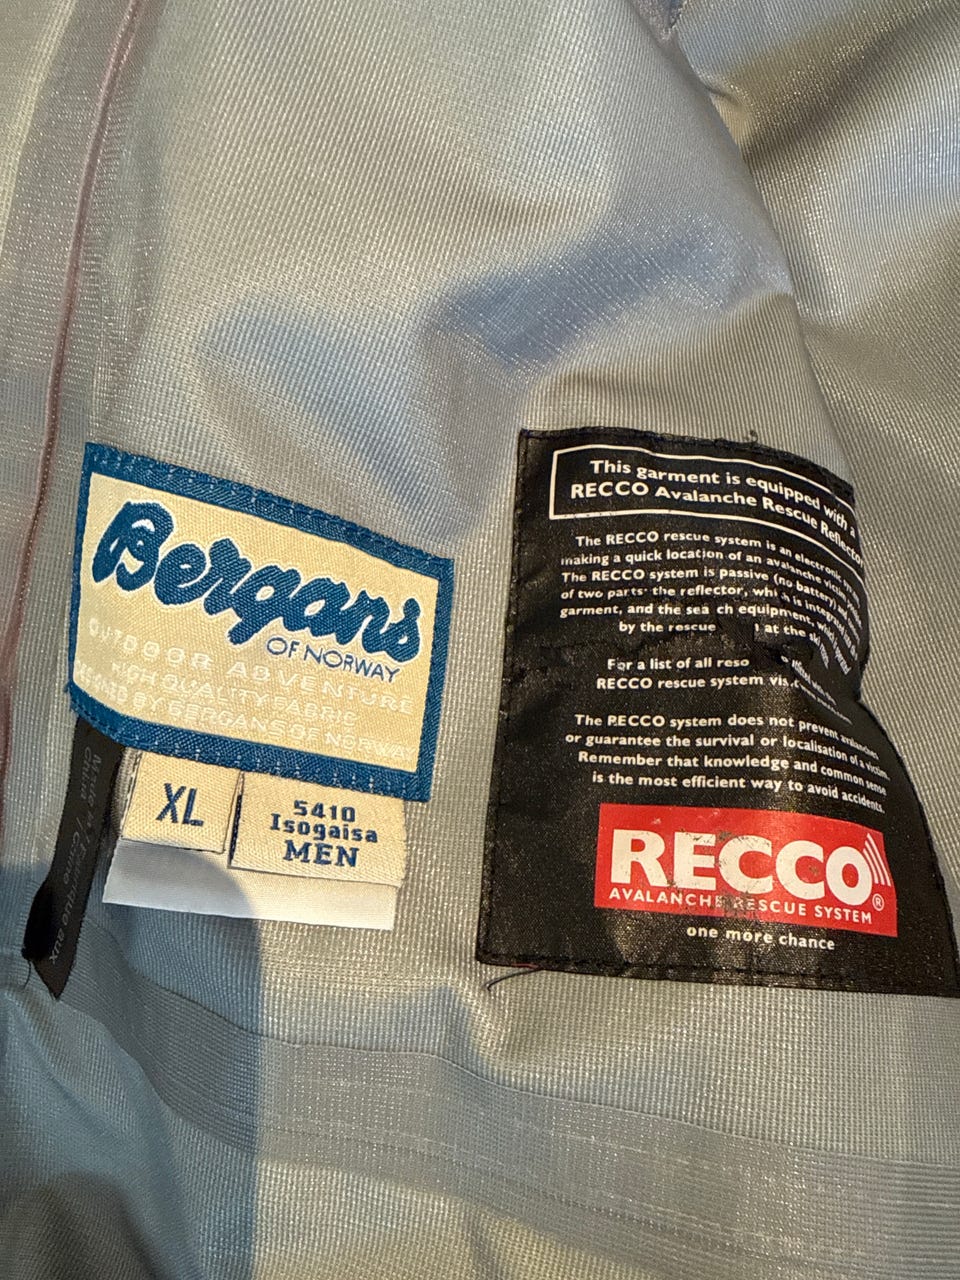 Bergans
OF NORWAY
OUTDOOR ADVENTURE
HIGH QUALITY FABRIC
BY BERGANS OF NORWAY
XL
5410
Isogaisa
MEN
This garment is equipped with a
RECCO Avalanche Rescue Reflector
The RECCO rescue system is an electronic
making a quick location of an avalanche victim
The RECCO system is passive (no battery) and
of two parts: the reflector, is integrated
garment, and the equipment,
by the rescue at the ski
For a list of all
RECCO rescue system
The RECCO system does not prevent avalanches
or guarantee the survival or localisation of a victim.
Remember that knowledge and common sense
is the most efficient way to avoid accidents.
RECCO®
AVALANCHE RESCUE SYSTEM
one more chance